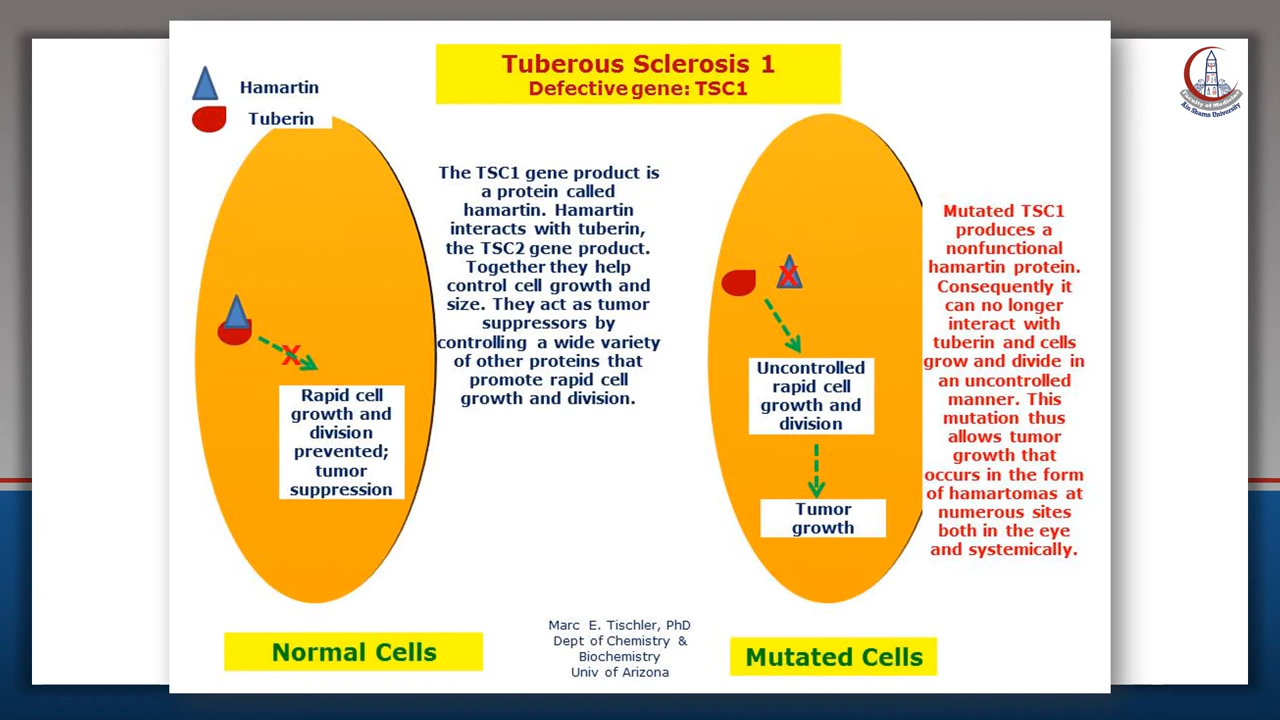 Tuberous Sclerosis 1
Defective gene: TSC1
Hamartin
Tuberin
The TSC1 gene product is
a protein called
hamartin. Hamartin
interacts with tuberin,
the TSC2 gene product.
Together they help
control cell growth and
size. They act as tumor
suppressors by
controlling a wide variety
of other proteins that
promote rapid cell
growth and division.
X
Rapid cell
growth and
division
prevented;
tumor
suppression
Normal Cells
X
Uncontrolled
rapid cell
growth and
division
Tumor
growth
Mutated Cells
Mutated TSC1
produces a
nonfunctional
hamartin protein.
Consequently it
can no longer
interact with
tuberin and cells
grow and divide in
an uncontrolled
manner. This
mutation thus
allows tumor
growth that
occurs in the form
of hamartomas at
numerous sites
both in the eye
and systemically.
Marc E. Tischler, PhD
Dept of Chemistry &
Biochemistry
Univ of Arizona
Faculty of Medicine
Ain Shams University